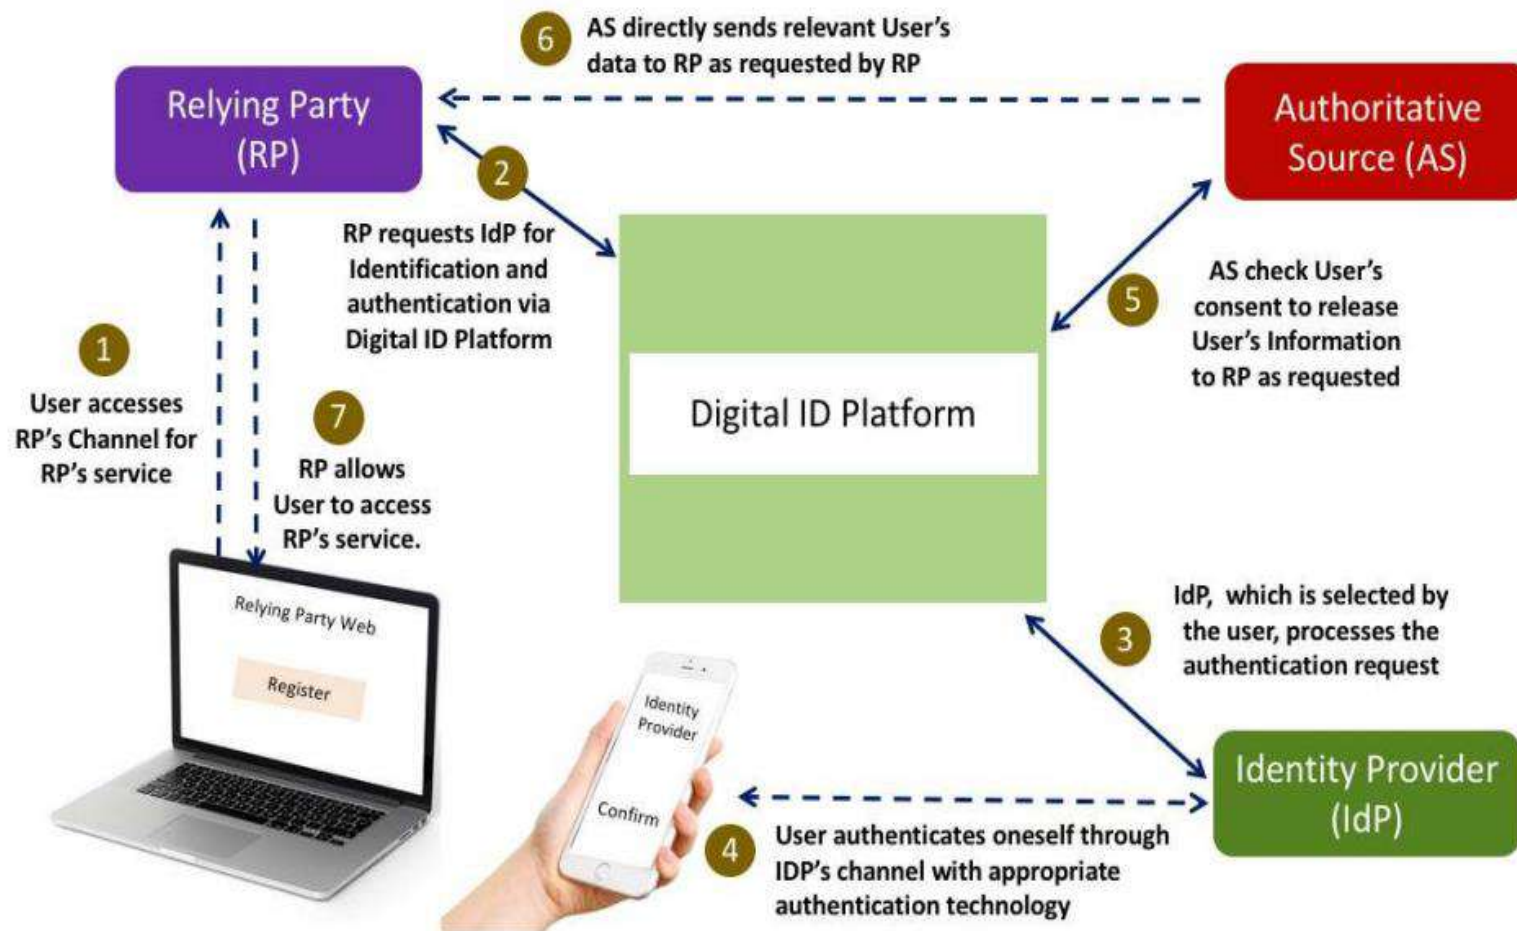 6
AS directly sends relevant User's
data to RP as requested by RP
Relying Party
(RP)
Authoritative
Source (AS)
2
RP requests IdP for
Identification and
authentication via
Digital ID Platform
5
AS check User's
consent to release
User's Information
to RP as requested
1
User accesses
RP's Channel for
RP's service
7
RP allows
User to access
RP's service.
Digital ID Platform
Relying Party Web
Register
3
IdP, which is selected by
the user, processes the
authentication request
Identity
Provider
Confirm
Identity Provider
(IdP)
4
User authenticates oneself through
IDP's channel with appropriate
authentication technology